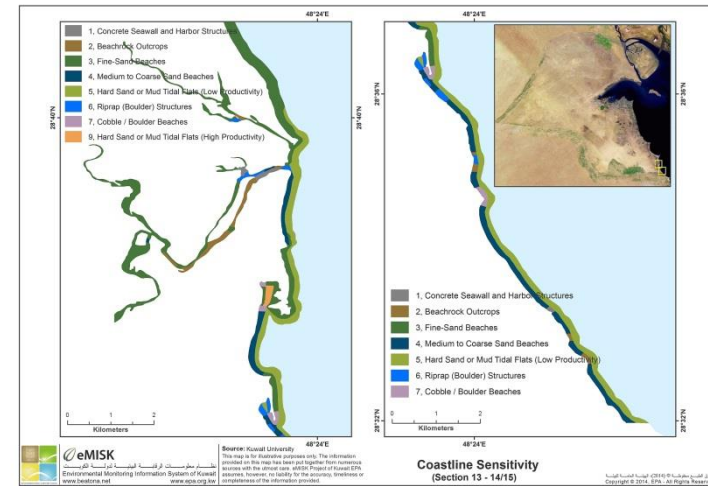 48°24'E
48°24'E
1, Concrete Seawall and Harbor Structures
2, Beachrock Outcrops
3, Fine-Sand Beaches
4, Medium to Coarse Sand Beaches
5, Hard Sand or Mud Tidal Flats (Low Productivity)
6, Riprap (Boulder) Structures
7, Cobble / Boulder Beaches
9, Hard Sand or Mud Tidal Flats (High Productivity)
28°40'N
28°40'N
28°36'N
28°36'N
1, Concrete Seawall and Harbor Structures
2, Beachrock Outcrops
3, Fine-Sand Beaches
4, Medium to Coarse Sand Beaches
5, Hard Sand or Mud Tidal Flats (Low Productivity)
6, Riprap (Boulder) Structures
7, Cobble / Boulder Beaches
0 1 2
Kilometers
0 1 2
Kilometers
28°32'N
28°32'N
48°24'E
48°24'E
eMISK
نظام معلومات الرقابة البيئية لدولة الكويت
Environmental Monitoring Information System of Kuwait
www.beatona.net www.epa.org.kw
Source: Kuwait University
This map is for illustrative purposes only. The information
provided on this map has been put together from numerous
sources with the utmost care. eMISK Project of Kuwait EPA
assumes, however, no liability for the accuracy, timeliness or
completeness of the information provided.
Coastline Sensitivity
(Section 13 - 14/15)
Copyright © 2014, EPA - All Rights Reserved